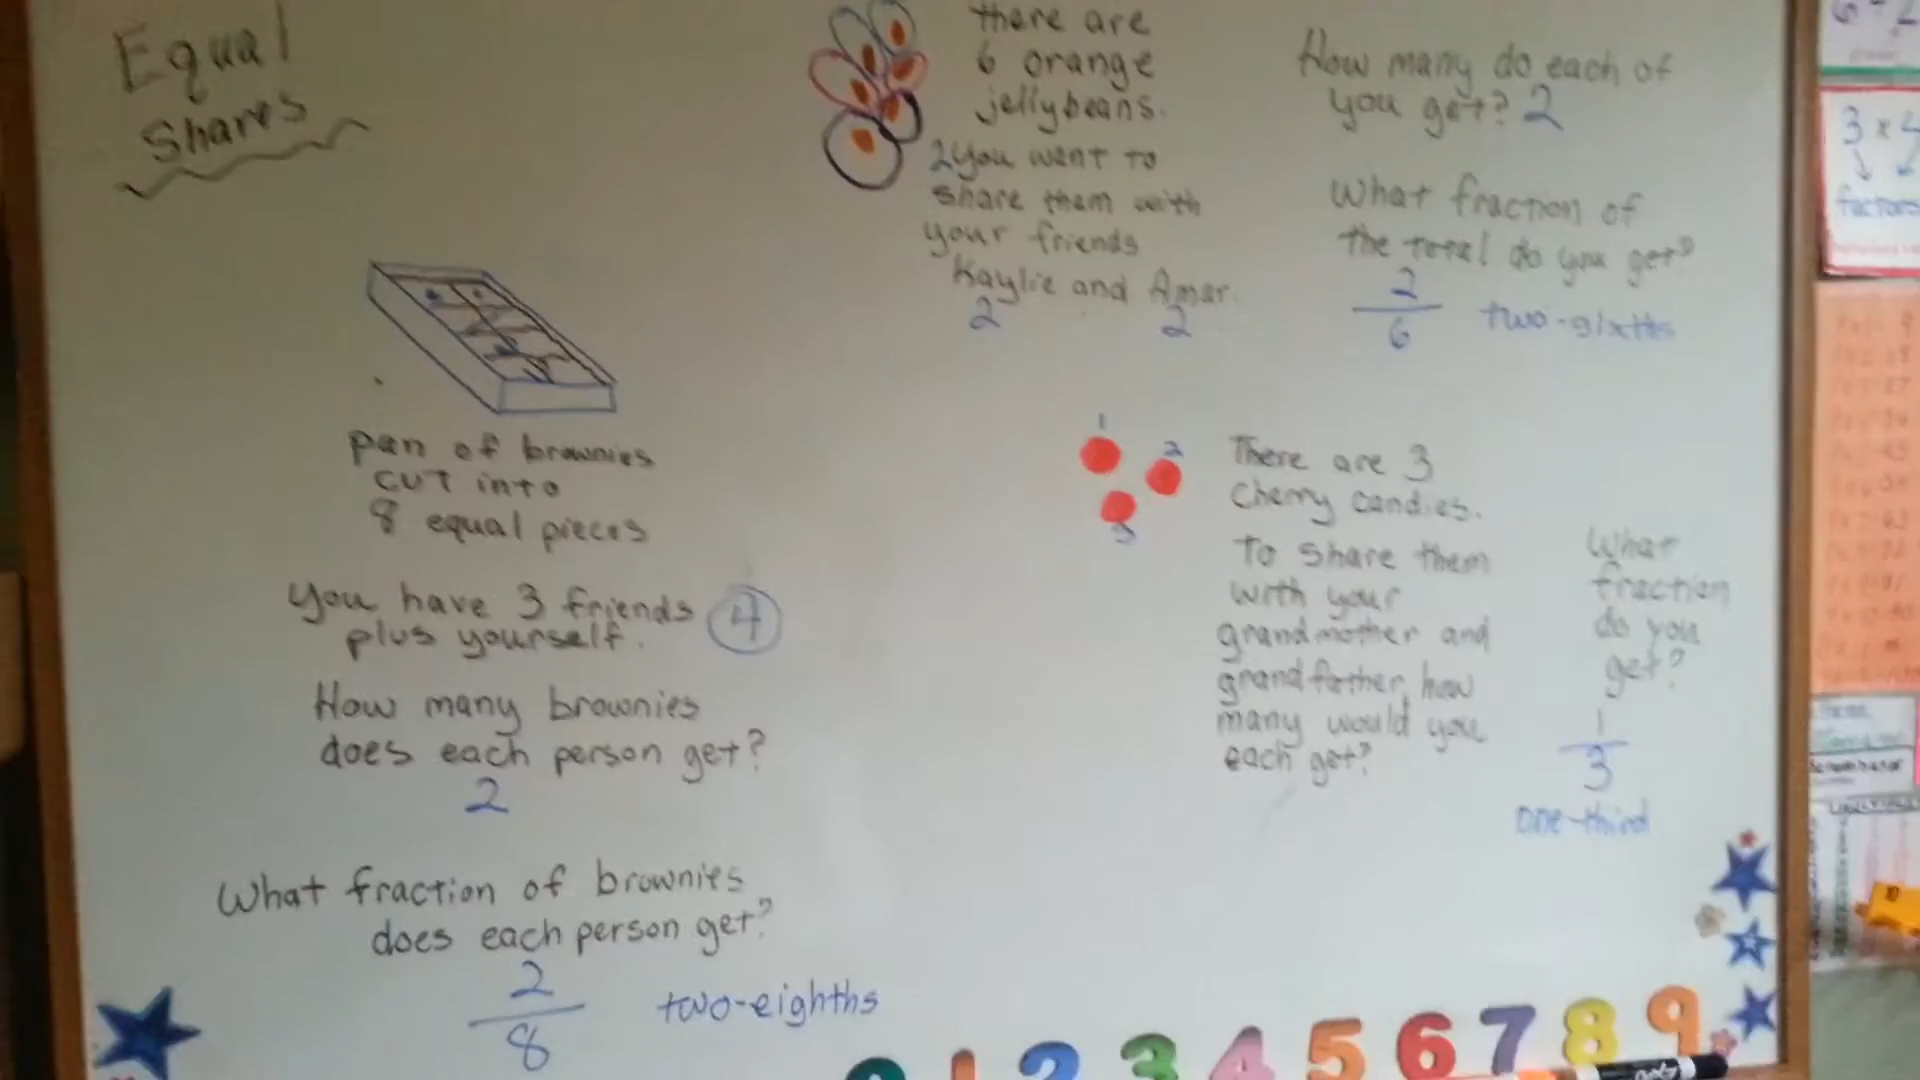 Equal
Shares
pan of brownies
cut into
8 equal pieces
You have 3 friends
plus yourself.
4
How many brownies
does each person get?
2
What fraction of brownies
does each person get?
2
8
two-eighths
there are
6 orange
jellybeans.
2 You want to
share them with
your friends
Kaylie and Amar.
2 2
How many do each of
you get? 2
What fraction of
the total do you get?
2
6
two-sixths
1
2
3
There are 3
Cherry candies.
To share them
with your
grandmother and
grandfather, how
many would you
each get?
What
fraction
do you
get?
1
3
one-third
0 1 2 3 4 5 6 7 8 9
3 x 4
factors
10